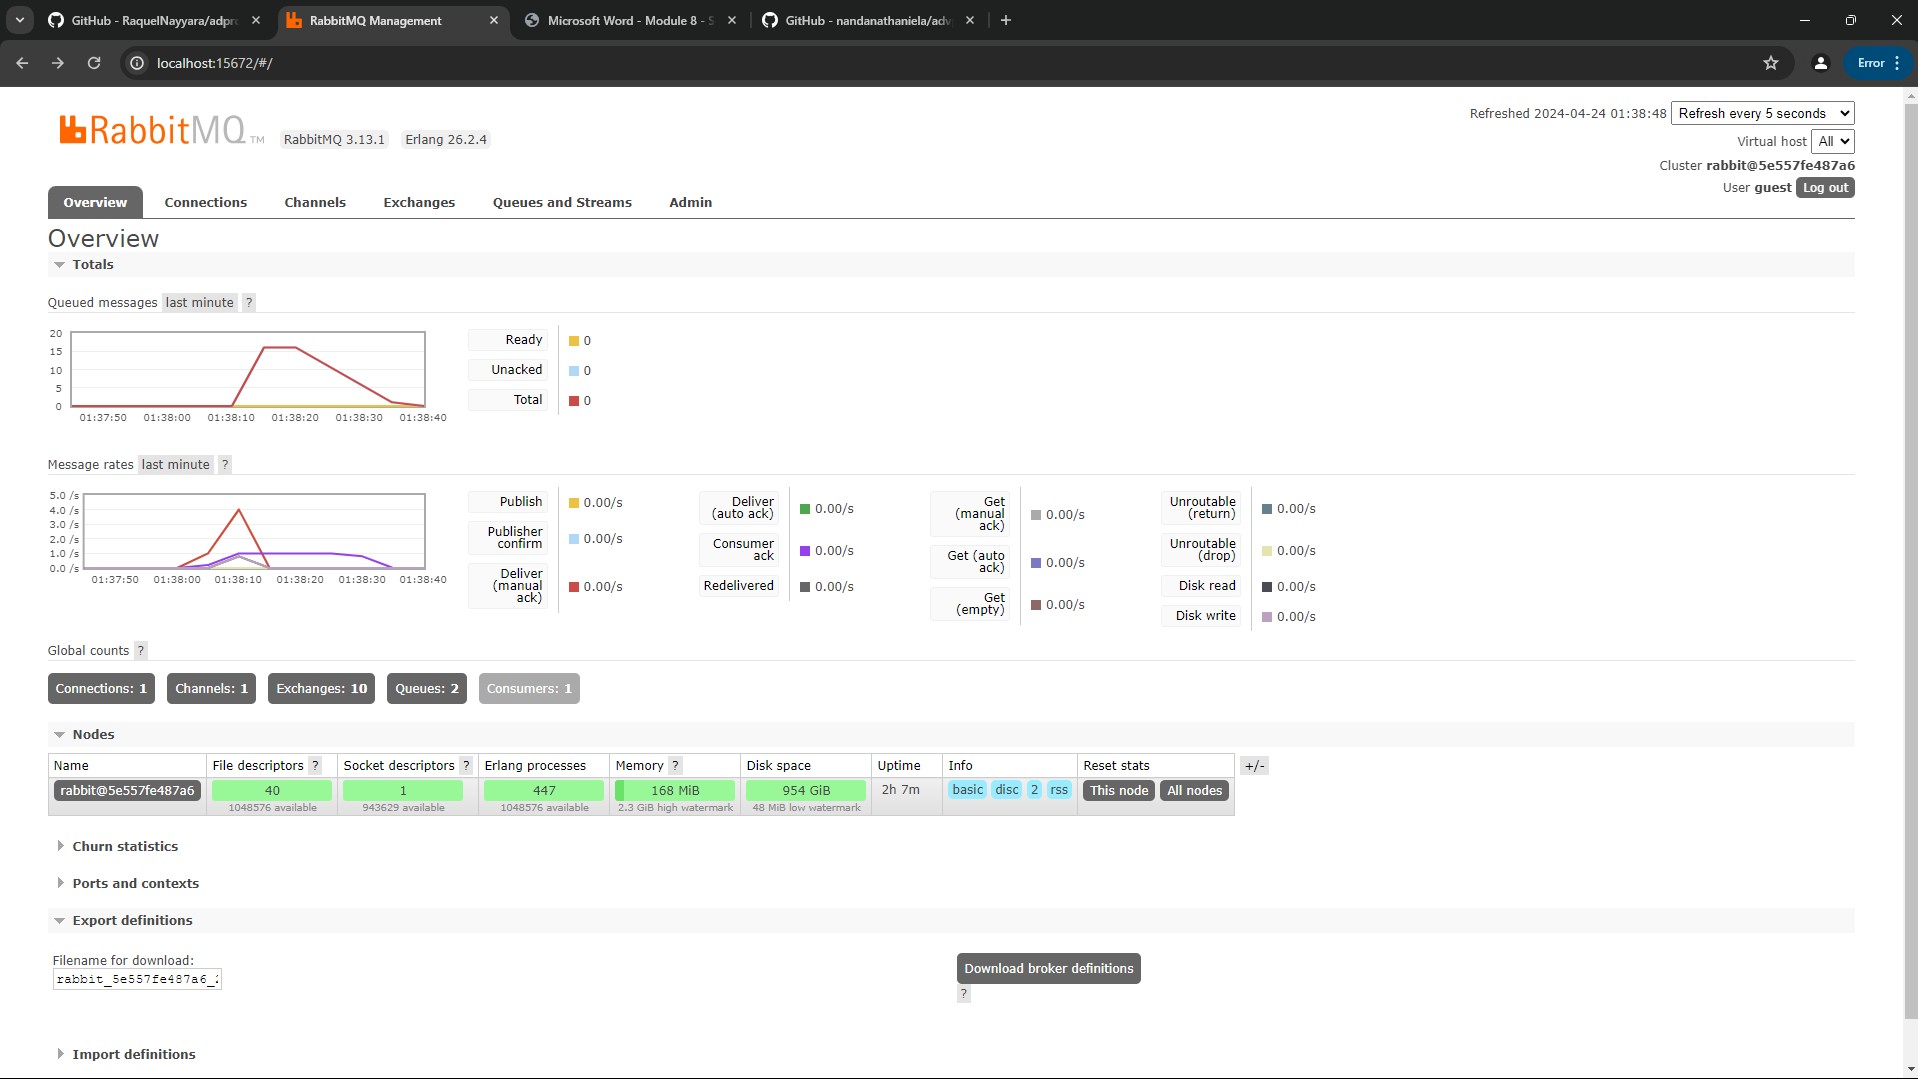 GitHub - RaquelNayyara/adpro
RabbitMQ Management
Microsoft Word - Module 8 - S
GitHub - nandanathaniela/adv
localhost:15672/#/
Error
RabbitMQ TM
RabbitMQ 3.13.1
Erlang 26.2.4
Refreshed 2024-04-24 01:38:48
Refresh every 5 seconds
Virtual host All
Cluster rabbit@5e557fe487a6
User guest Log out
Overview Connections Channels Exchanges Queues and Streams Admin
Overview
Totals
Queued messages last minute ?
20
15
10
5
0
01:37:50 01:38:00 01:38:10 01:38:20 01:38:30 01:38:40
Ready 0
Unacked 0
Total 0
Message rates last minute ?
5.0 /s
4.0 /s
3.0 /s
2.0 /s
1.0 /s
0.0 /s
01:37:50 01:38:00 01:38:10 01:38:20 01:38:30 01:38:40
Publish 0.00/s
Publisher
confirm 0.00/s
Deliver
(manual
ack) 0.00/s
Deliver
(auto ack) 0.00/s
Consumer
ack 0.00/s
Redelivered 0.00/s
Get
(manual
ack) 0.00/s
Get (auto
ack) 0.00/s
Get
(empty) 0.00/s
Unroutable
(return) 0.00/s
Unroutable
(drop) 0.00/s
Disk read 0.00/s
Disk write 0.00/s
Global counts ?
Connections: 1 Channels: 1 Exchanges: 10 Queues: 2 Consumers: 1
Nodes
Name File descriptors ? Socket descriptors ? Erlang processes Memory ? Disk space Uptime Info Reset stats +/-
rabbit@5e557fe487a6 40 1 447 168 MiB 954 GiB 2h 7m basic disc 2 rss This node All nodes
1048576 available 943629 available 1048576 available 2.3 GiB high watermark 48 MiB low watermark
Churn statistics
Ports and contexts
Export definitions
Filename for download:
rabbit_5e557fe487a6_
Download broker definitions
?
Import definitions